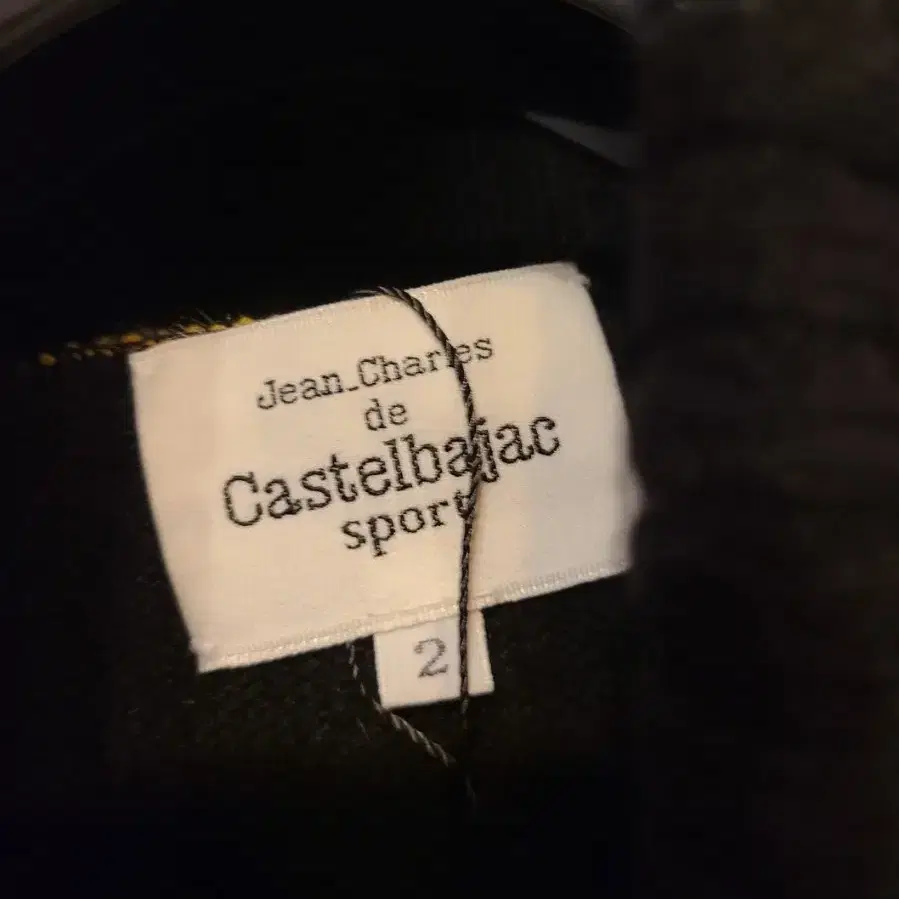 Jean_Charles
de
Castelbajac
sport
2